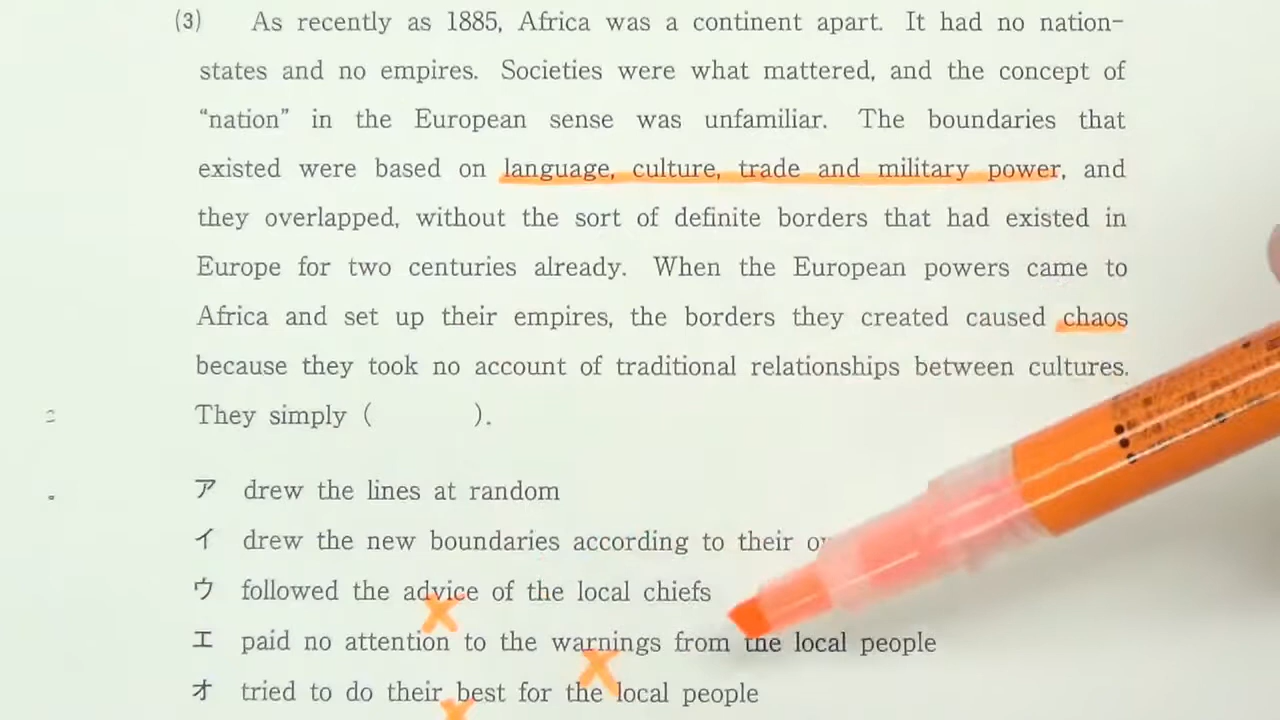 (3) As recently as 1885, Africa was a continent apart. It had no nation-
states and no empires. Societies were what mattered, and the concept of
“nation” in the European sense was unfamiliar. The boundaries that
existed were based on language, culture, trade and military power, and
they overlapped, without the sort of definite borders that had existed in
Europe for two centuries already. When the European powers came to
Africa and set up their empires, the borders they created caused chaos
because they took no account of traditional relationships between cultures.
They simply ( ).
ア drew the lines at random
イ drew the new boundaries according to their
ウ followed the advice of the local chiefs
エ paid no attention to the warnings from the local people
オ tried to do their best for the local people